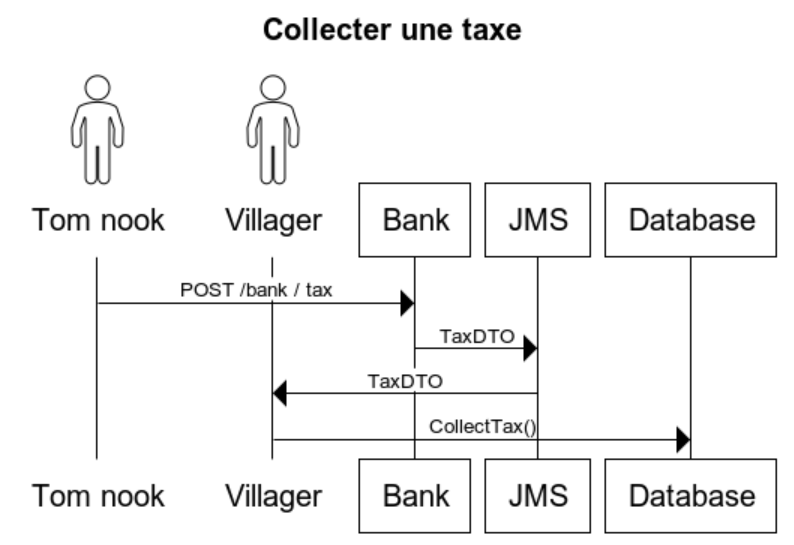 Collecter une taxe
Tom nook
Villager
Bank
JMS
Database
POST /bank / tax
TaxDTO
TaxDTO
CollectTax()
Tom nook
Villager
Bank
JMS
Database